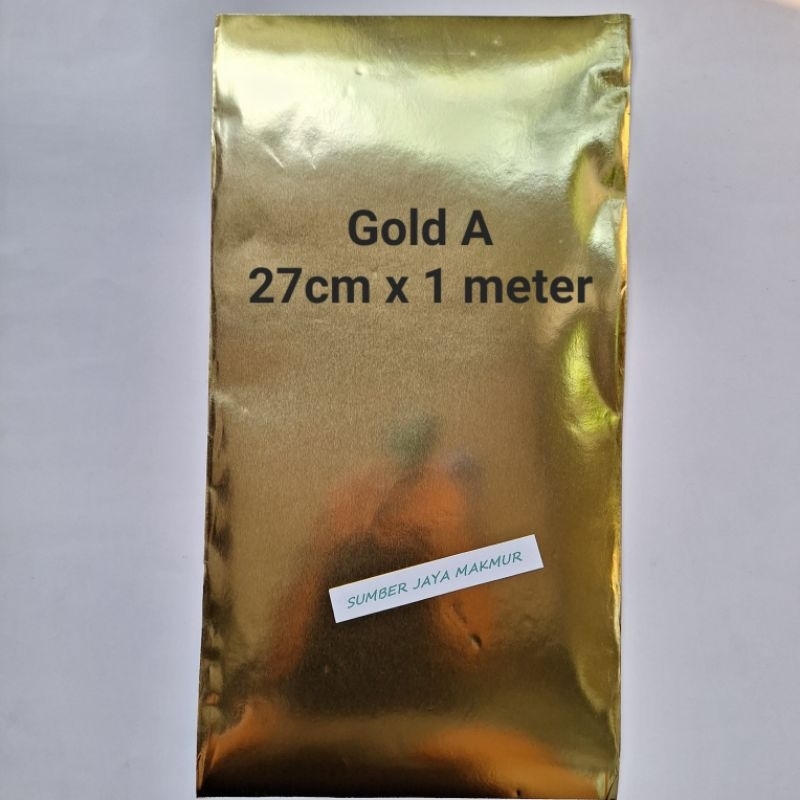 Gold A
27cm x 1 meter
SUMBER JAYA MAKMUR